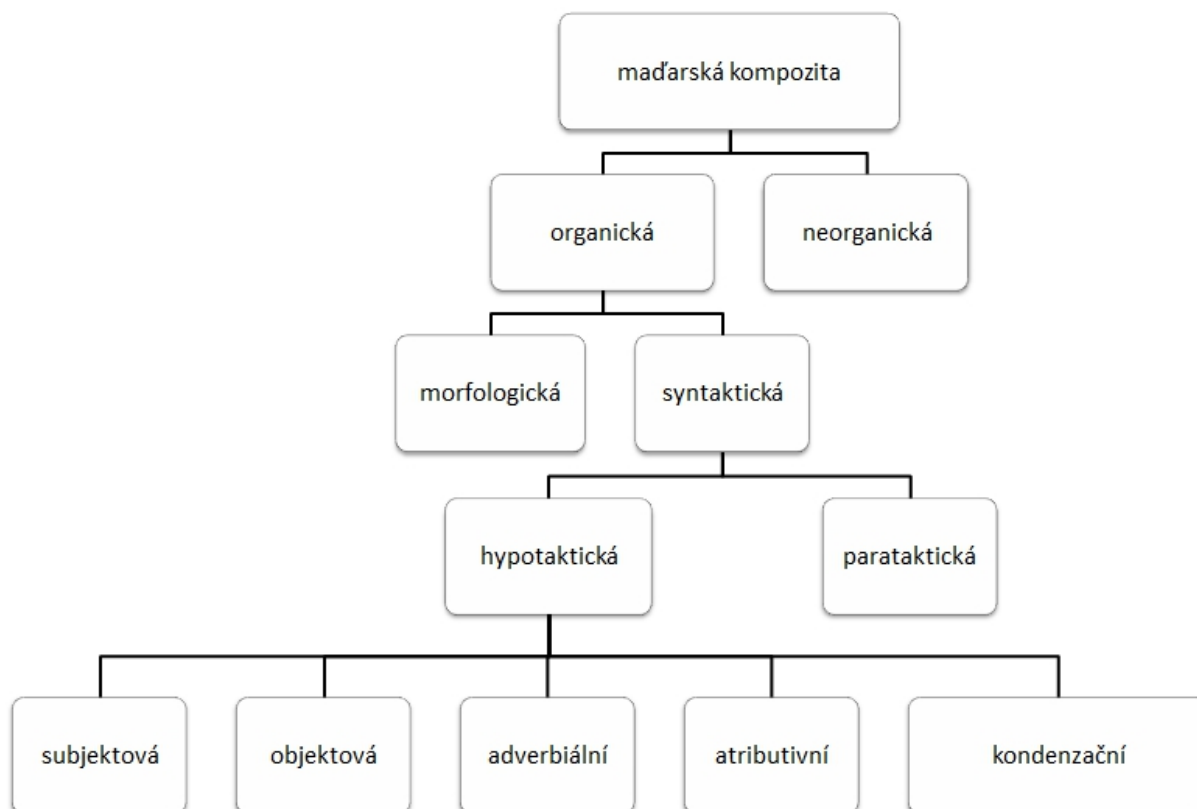 maďarská kompozita
organická
neorganická
morfologická
syntaktická
hypotaktická
parataktická
subjektová
objektová
adverbiální
atributivní
kondenzační